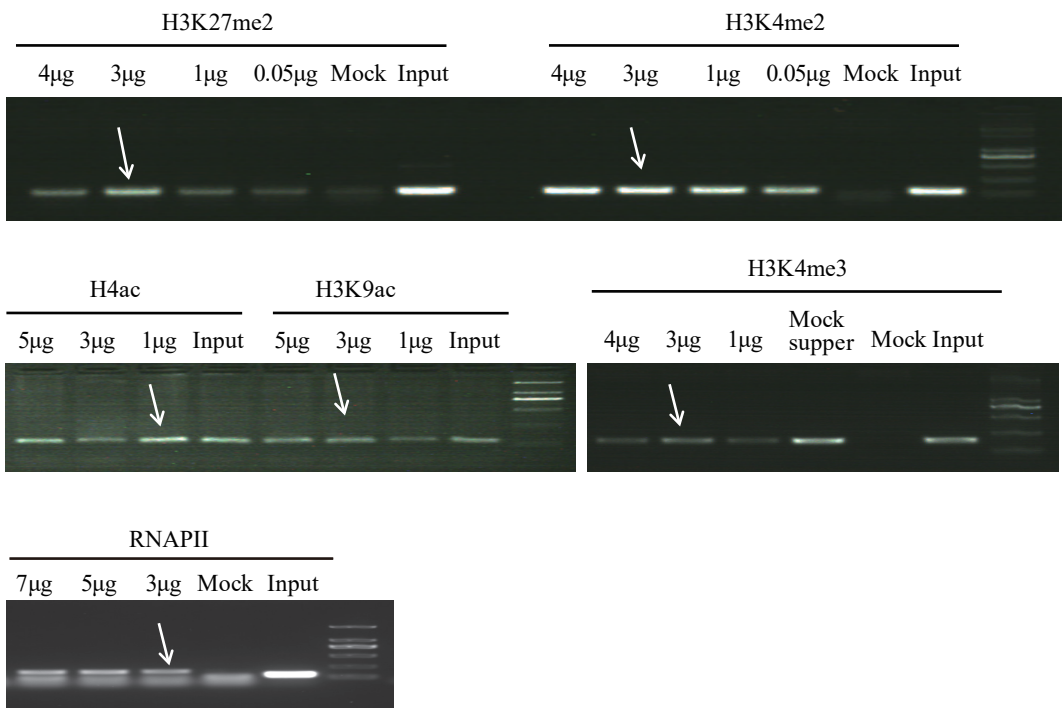 H3K27me2 H3K4me2
4μg 3μg 1μg 0.05μg Mock Input 4μg 3μg 1μg 0.05μg Mock Input
H4ac H3K9ac H3K4me3
5μg 3μg 1μg Input 5μg 3μg 1μg Input 4μg 3μg 1μg Mock supper Mock Input
RNAPII
7μg 5μg 3μg Mock Input